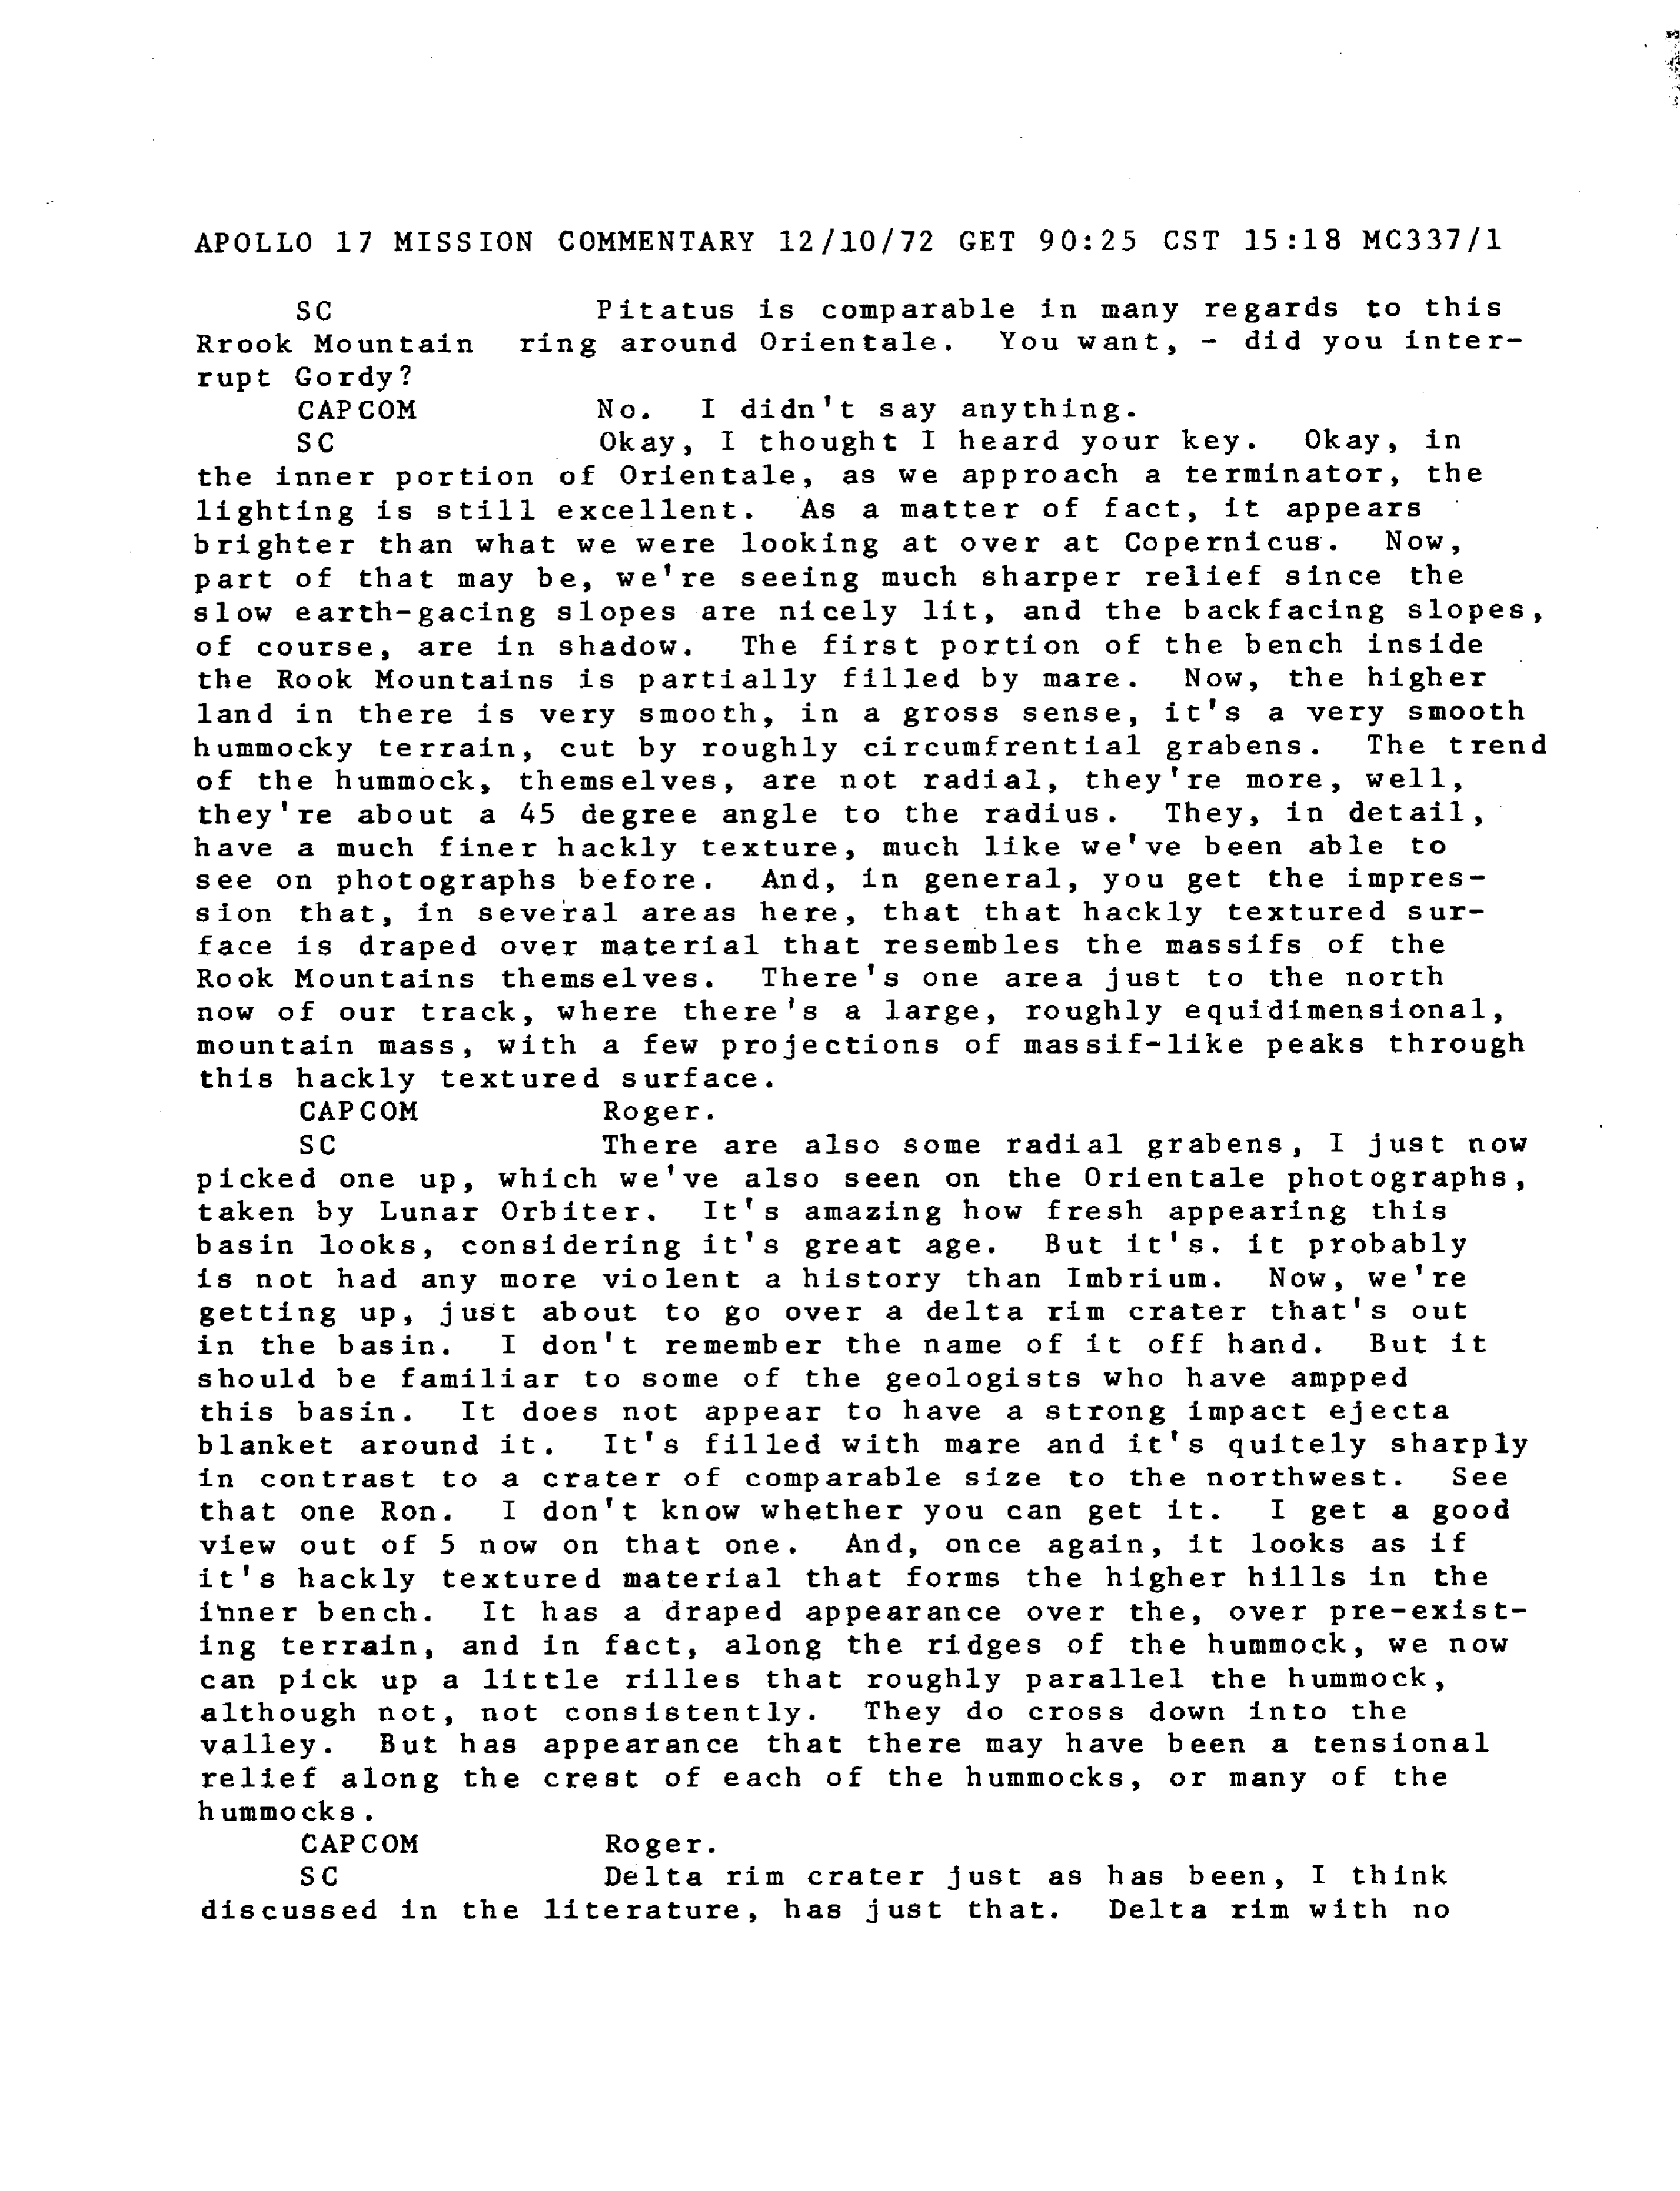 APOLLO 17 MISSION COMMENTARY 12/10/72 GET 90:25 CST 15:18 MC337/1
SC Pitatus is comparable in many regards to this
Rrook Mountain ring around Orientale. You want, - did you inter-
rupt Gordy?
CAPCOM No. I didn't say anything.
SC Okay, I thought I heard your key. Okay, in
the inner portion of Orientale, as we approach a terminator, the
lighting is still excellent. As a matter of fact, it appears
brighter than what we were looking at over at Copernicus. Now,
part of that may be, we're seeing much sharper relief since the
slow earth-gacing slopes are nicely lit, and the backfacing slopes,
of course, are in shadow. The first portion of the bench inside
the Rook Mountains is partially filled by mare. Now, the higher
land in there is very smooth, in a gross sense, it's a very smooth
hummocky terrain, cut by roughly circumfrential grabens. The trend
of the hummock, themselves, are not radial, they're more, well,
they're about a 45 degree angle to the radius. They, in detail,
have a much finer hackly texture, much like we've been able to
see on photographs before. And, in general, you get the impres-
sion that, in several areas here, that that hackly textured sur-
face is draped over material that resembles the massifs of the
Rook Mountains themselves. There's one area just to the north
now of our track, where there's a large, roughly equidimensional,
mountain mass, with a few projections of massif-like peaks through
this hackly textured surface.
CAPCOM Roger.
SC There are also some radial grabens, I just now
picked one up, which we've also seen on the Orientale photographs,
taken by Lunar Orbiter. It's amazing how fresh appearing this
basin looks, considering it's great age. But it's. it probably
is not had any more violent a history than Imbrium. Now, we're
getting up, just about to go over a delta rim crater that's out
in the basin. I don't remember the name of it off hand. But it
should be familiar to some of the geologists who have ampped
this basin. It does not appear to have a strong impact ejecta
blanket around it. It's filled with mare and it's quitely sharply
in contrast to a crater of comparable size to the northwest. See
that one Ron. I don't know whether you can get it. I get a good
view out of 5 now on that one. And, once again, it looks as if
it's hackly textured material that forms the higher hills in the
inner bench. It has a draped appearance over the, over pre-exist-
ing terrain, and in fact, along the ridges of the hummock, we now
can pick up a little rilles that roughly parallel the hummock,
although not, not consistently. They do cross down into the
valley. But has appearance that there may have been a tensional
relief along the crest of each of the hummocks, or many of the
hummocks.
CAPCOM Roger.
SC Delta rim crater just as has been, I think
discussed in the literature, has just that. Delta rim with no